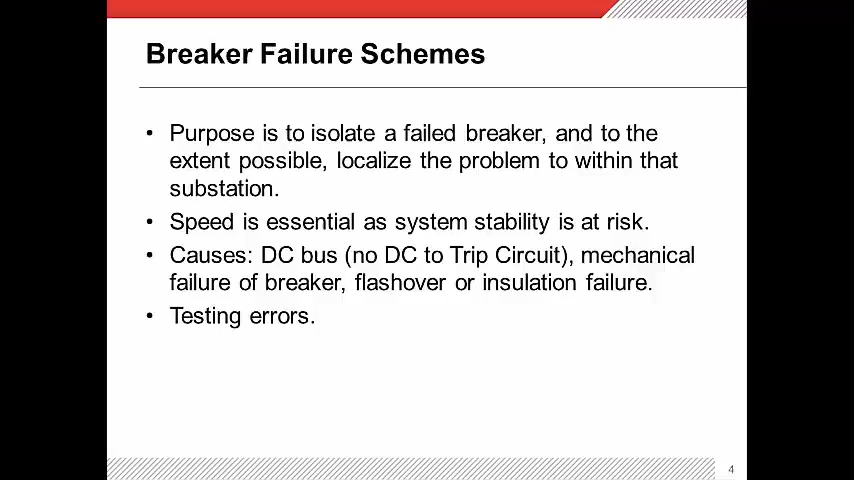 Breaker Failure Schemes
• Purpose is to isolate a failed breaker, and to the
extent possible, localize the problem to within that
substation.
• Speed is essential as system stability is at risk.
• Causes: DC bus (no DC to Trip Circuit), mechanical
failure of breaker, flashover or insulation failure.
• Testing errors.
4